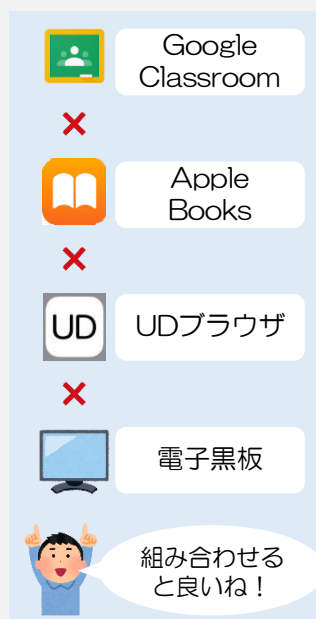 Google
Classroom
×
Apple
Books
×
UD
UDブラウザ
×
電子黒板
組み合わせる
と良いね！